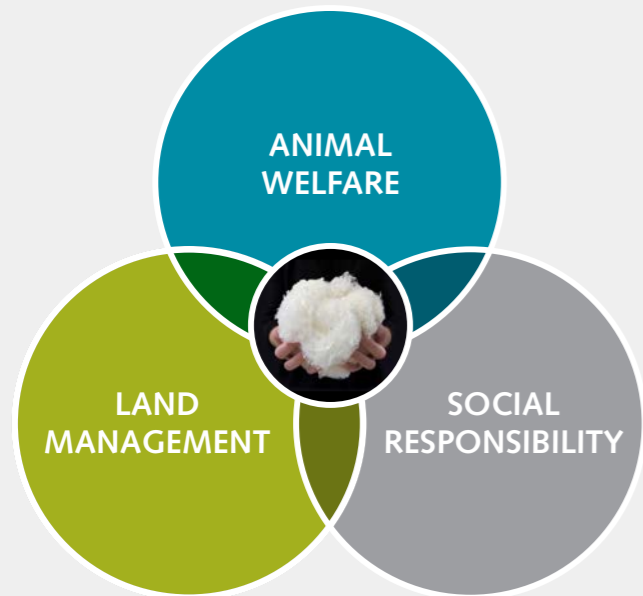 ANIMAL
WELFARE
LAND
MANAGEMENT
SOCIAL
RESPONSIBILITY